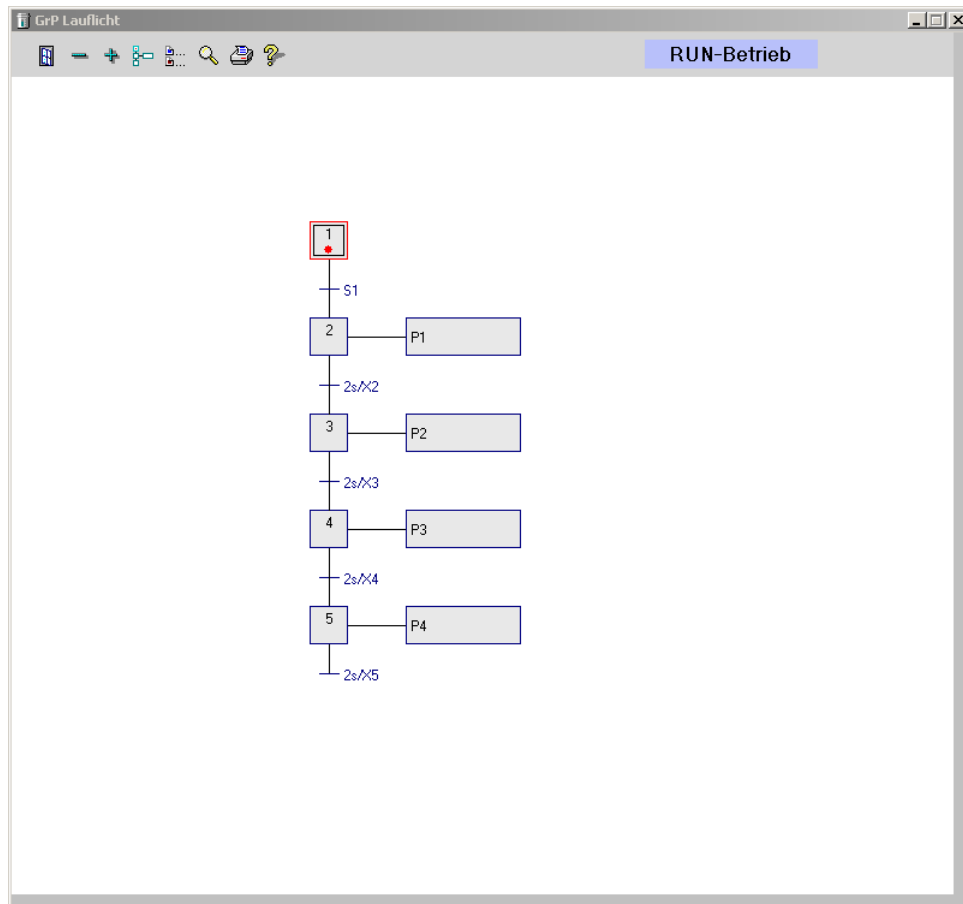 GrP Lauflicht
RUN-Betrieb
1
S1
2 P1
2s/X2
3 P2
2s/X3
4 P3
2s/X4
5 P4
2s/X5